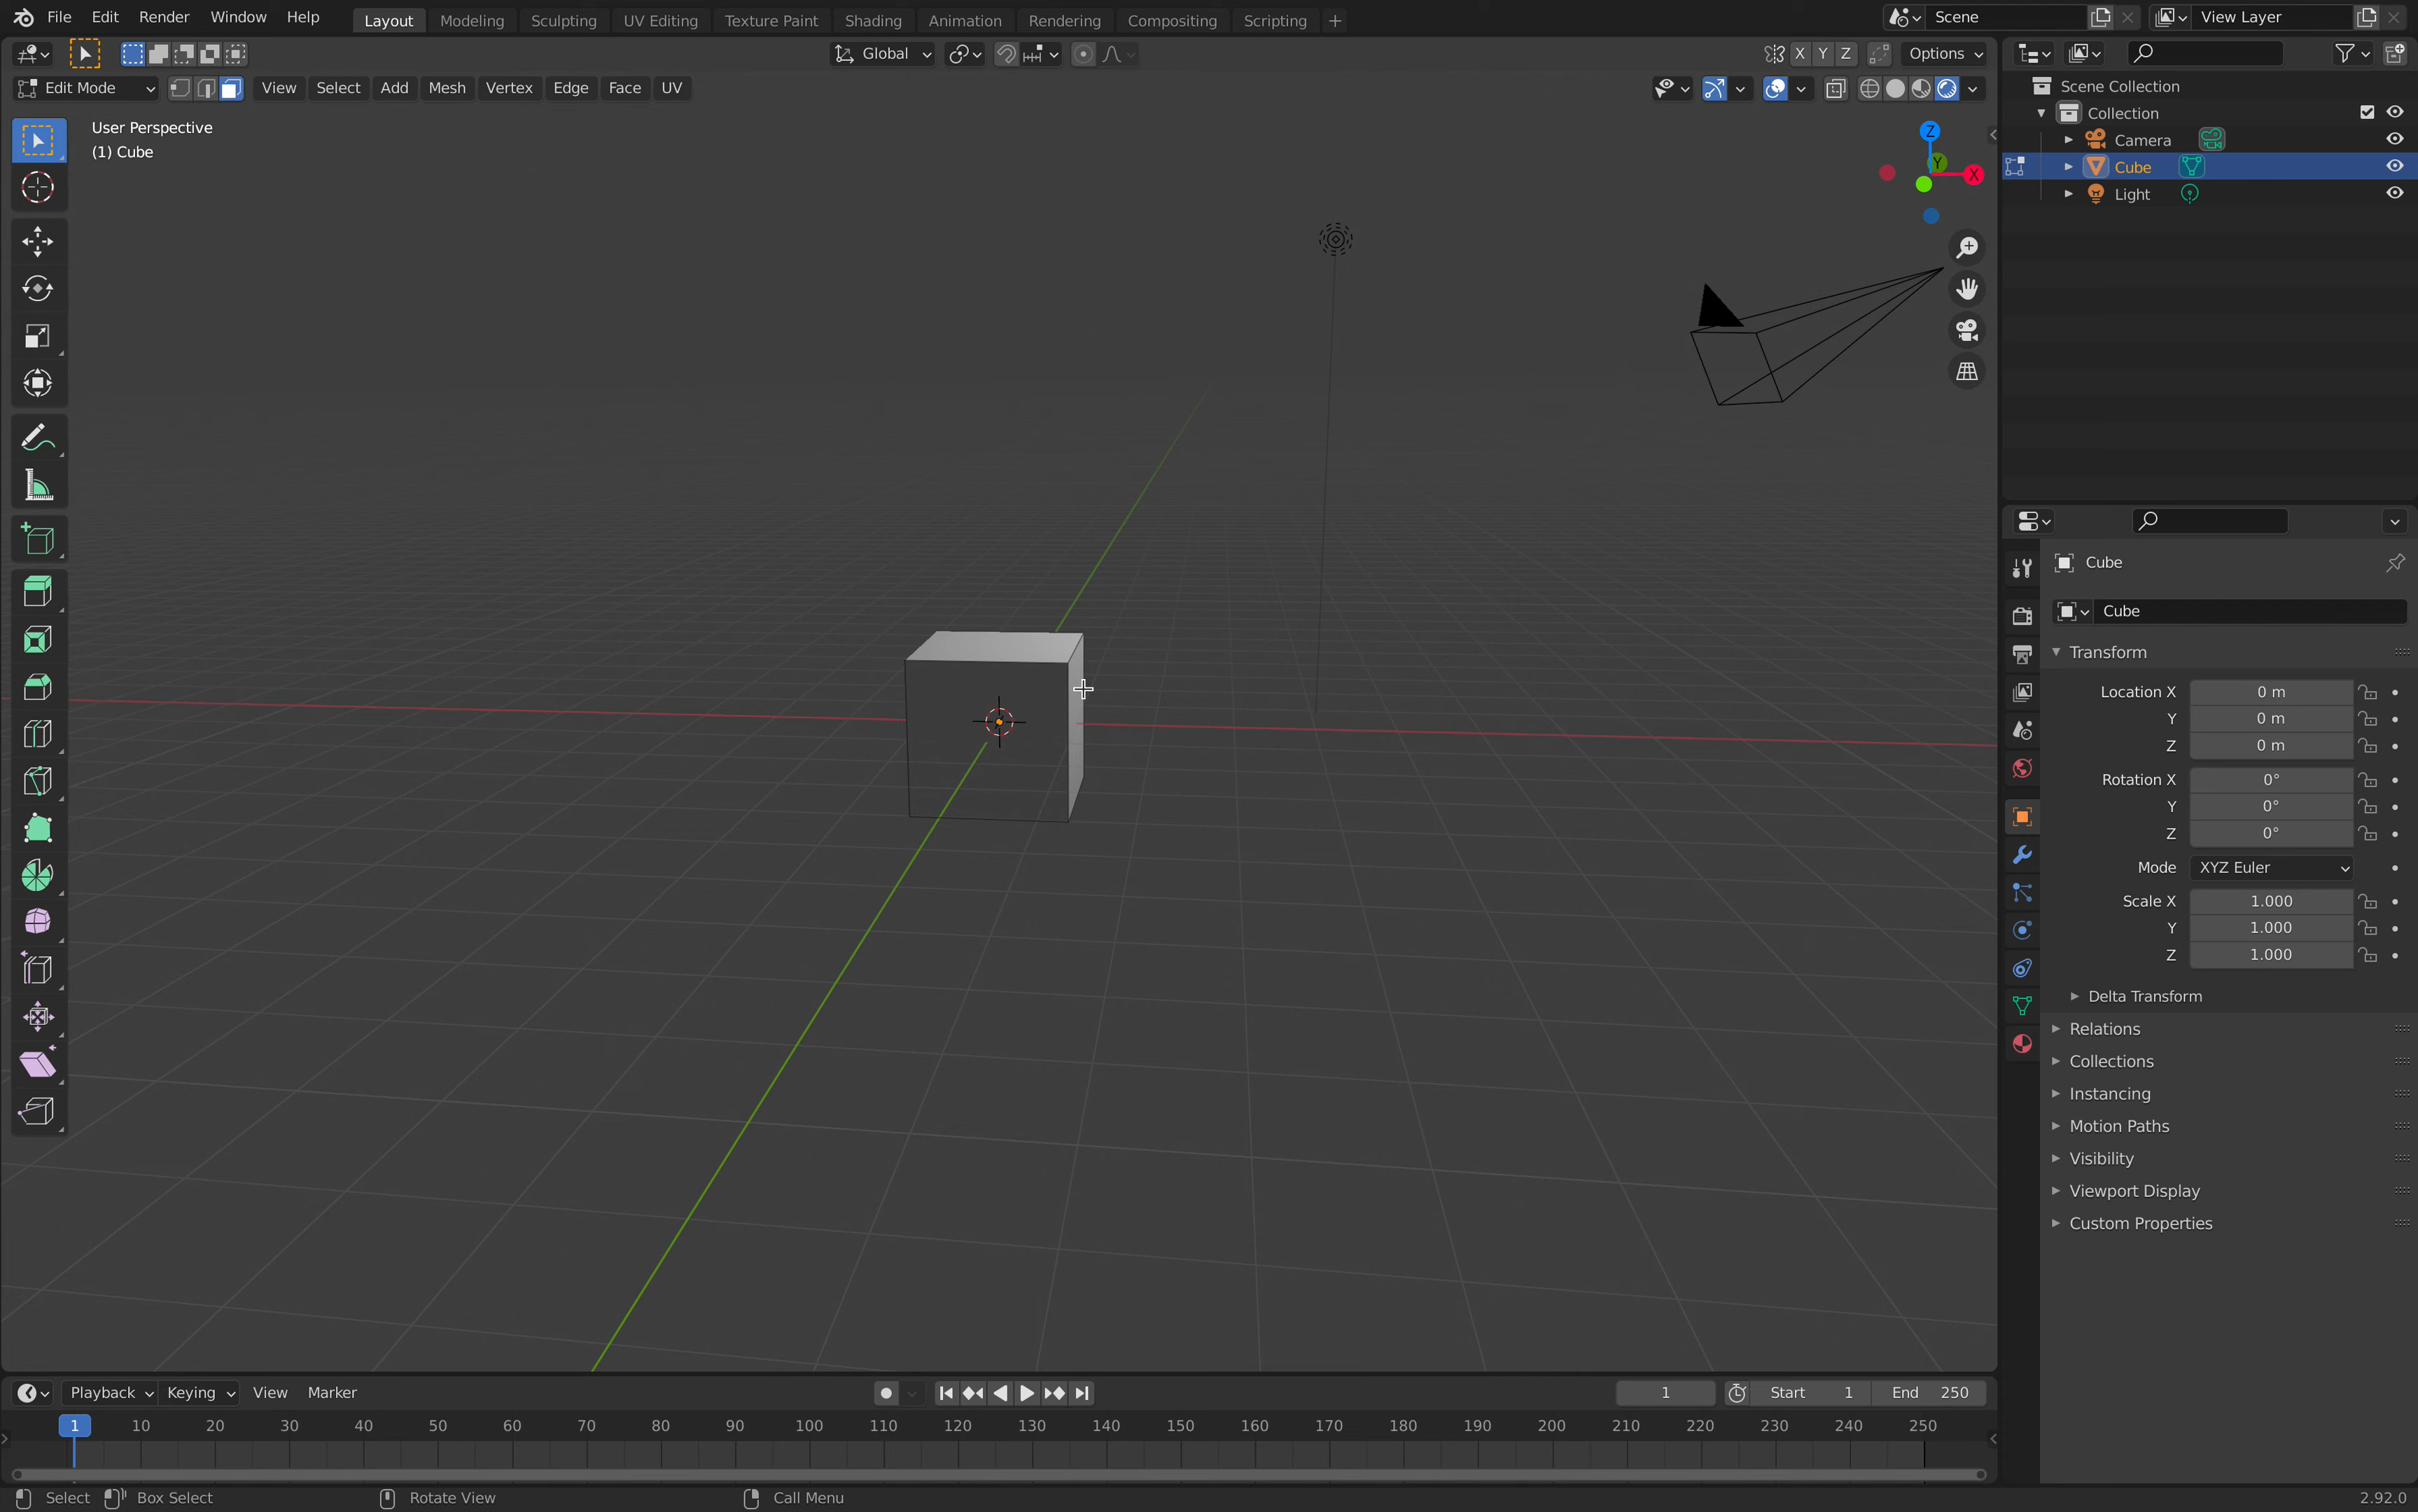 File Edit Render Window Help Layout Modeling Sculpting UV Editing Texture Paint Shading Animation Rendering Compositing Scripting + Scene View Layer
Global X Y Z Options
Edit Mode View Select Add Mesh Vertex Edge Face UV
User Perspective
(1) Cube
Z
Y
X
Scene Collection
Collection
Camera
Cube
Light
Cube
Cube
Transform
Location X 0 m
Y 0 m
Z 0 m
Rotation X 0°
Y 0°
Z 0°
Mode XYZ Euler
Scale X 1.000
Y 1.000
Z 1.000
Delta Transform
Relations
Collections
Instancing
Motion Paths
Visibility
Viewport Display
Custom Properties
Playback Keying View Marker 1 Start 1 End 250
1 10 20 30 40 50 60 70 80 90 100 110 120 130 140 150 160 170 180 190 200 210 220 230 240 250
Select Box Select Rotate View Call Menu 2.92.0